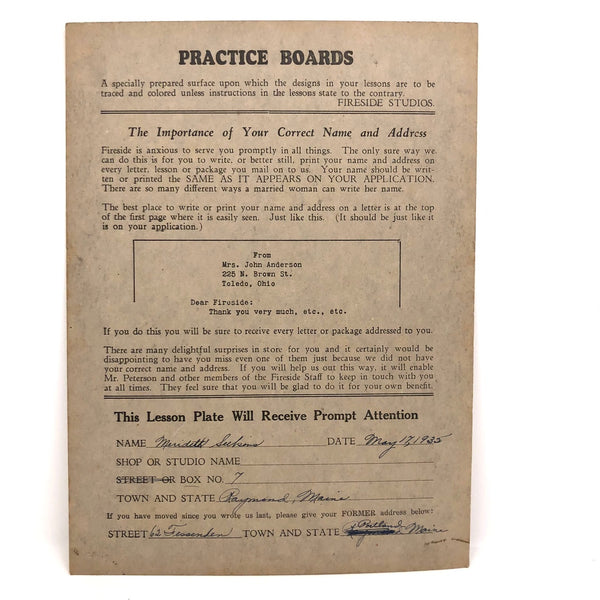 PRACTICE BOARDS
A specially prepared surface upon which the designs in your lessons are to be
traced and colored unless instructions in the lessons state to the contrary.
FIRESIDE STUDIOS.
The Importance of Your Correct Name and Address
Fireside is anxious to serve you promptly in all things. The only sure way we
can do this is for you to write, or better still, print your name and address on
every letter, lesson or package you mail on to us. Your name should be writ-
ten or printed the SAME AS IT APPEARS ON YOUR APPLICATION.
There are so many different ways a married woman can write her name.
The best place to write or print your name and address on a letter is at the top
of the first page where it is easily seen. Just like this. (It should be just like it
is on your application.)
From
Mrs. John Anderson
225 N. Brown St.
Toledo, Ohio
Dear Fireside:
Thank you very much, etc., etc.
If you do this you will be sure to receive every letter or package addressed to you.
There are many delightful surprises in store for you and it certainly would be
disappointing to have you miss even one of them just because we did not have
your correct name and address. If you will help us out this way, it will enable
Mr. Peterson and other members of the Fireside Staff to keep in touch with you
at all times. They feel sure that you will be glad to do it for your own benefit.
This Lesson Plate Will Receive Prompt Attention
NAME Merideth DATE May 17, 1935
SHOP OR STUDIO NAME
STREET OR BOX NO. 7
TOWN AND STATE Raymond, Maine
If you have moved since you wrote us last, please give your FORMER address below:
STREET 62 Fessenden TOWN AND STATE Portland Maine